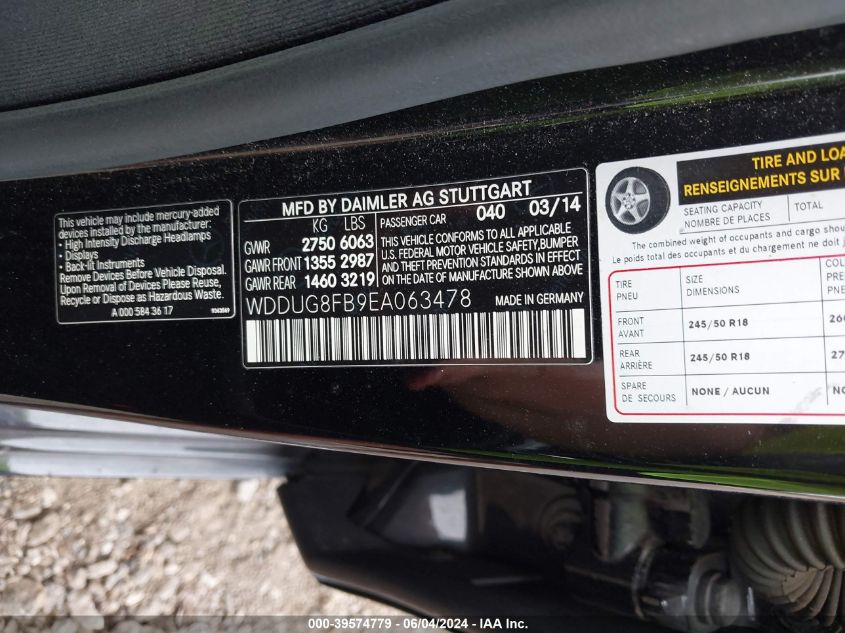 This vehicle may include mercury-added
devices installed by the manufacturer:
• High Intensity Discharge Headlamps
• Displays
• Back-lit Instruments
Remove Devices Before Vehicle Disposal.
Upon Removal of Devices Please Reuse,
Recycle or Dispose as Hazardous Waste.
A 000 584 36 17
MFD BY DAIMLER AG STUTTGART
KG LBS
GVWR 2750 6063
GAWR FRONT 1355 2987
GAWR REAR 1460 3219
PASSENGER CAR 040 03/14
THIS VEHICLE CONFORMS TO ALL APPLICABLE
U.S. FEDERAL MOTOR VEHICLE SAFETY,BUMPER
AND THEFT PREVENTION STANDARDS IN EFFECT
ON THE DATE OF MANUFACTURE SHOWN ABOVE
WDDUG8FB9EA063478 MADE IN GERMANY
TIRE AND LOA
RENSEIGNEMENTS SUR
SEATING CAPACITY
NOMBRE DE PLACES
TOTAL
The combined weight of occupants and cargo shou
Le poids total des occupants et du chargement ne doit j
TIRE
PNEU
SIZE
DIMENSIONS
FRONT
AVANT
245/50 R18
REAR
ARRIÈRE
245/50 R18
27
SPARE
DE SECOURS
NONE / AUCUN
000-39574779 - 06/04/2024 - IAA Inc.